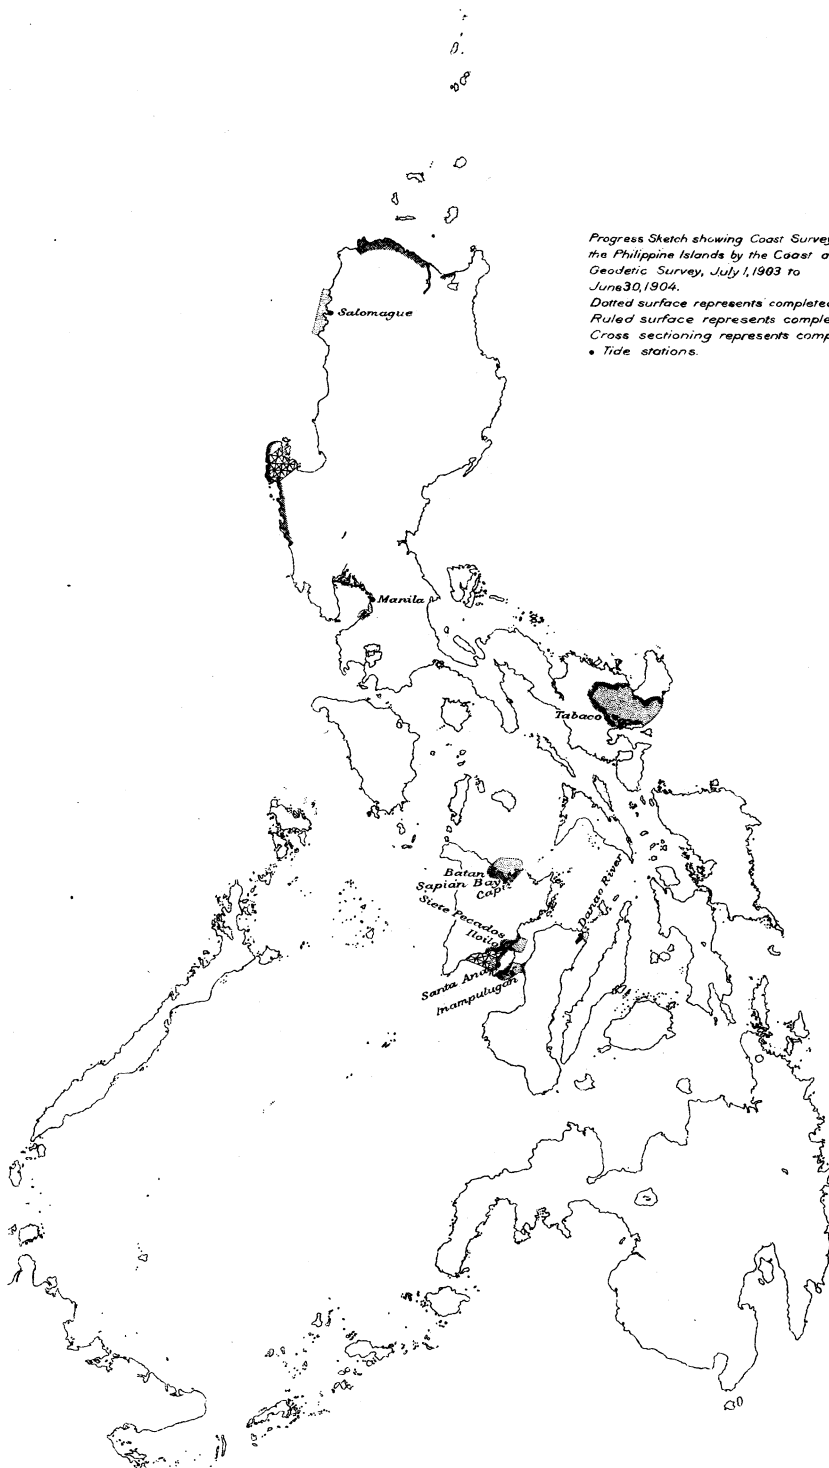 Progress Sketch showing Coast Survey
the Philippine Islands by the Coast a
Geodetic Survey, July 1, 1903 to
June 30, 1904.
Dotted surface represents complete
Ruled surface represents comple
Cross sectioning represents comp
• Tide stations.
Salomague
Manila
Tabaco
Batan
Sapian Bay
Capiz
Siete Pecados
Iloilo
Danao River
Santa Ana
Inampulugan